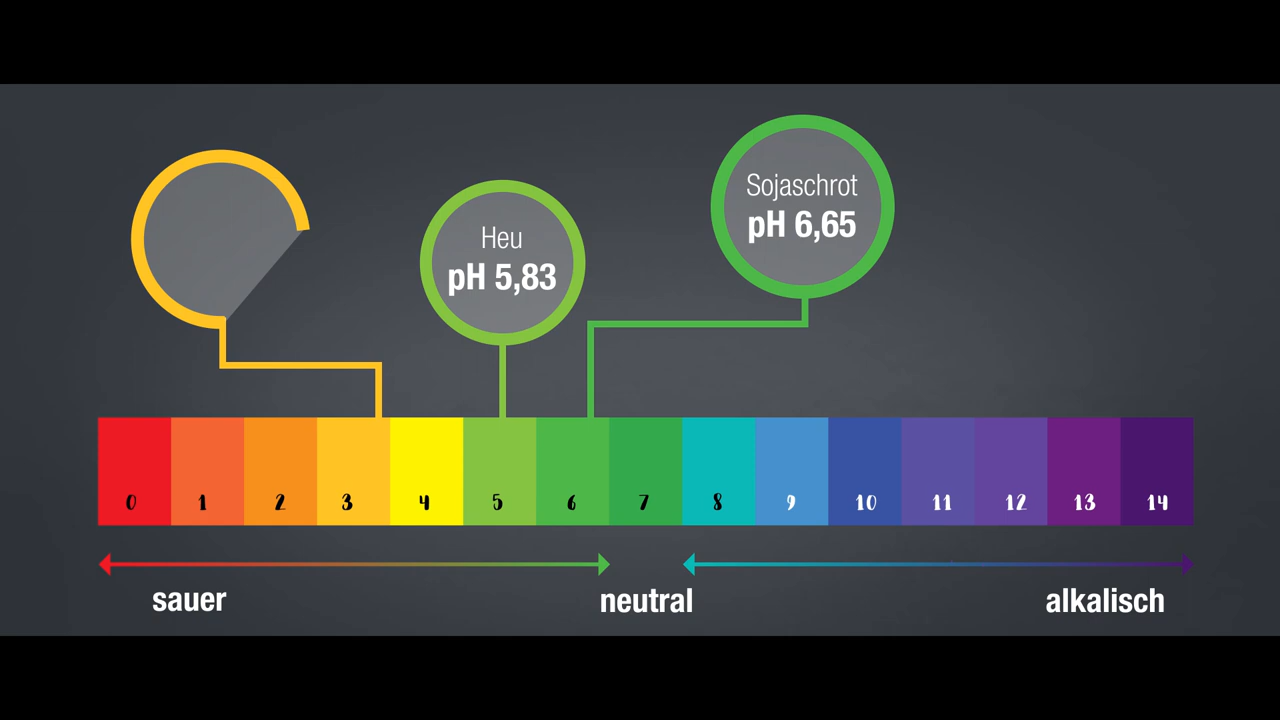 Sojaschrot
pH 6,65
Heu
pH 5,83
0 1 2 3 4 5 6 7 8 9 10 11 12 13 14
sauer neutral alkalisch